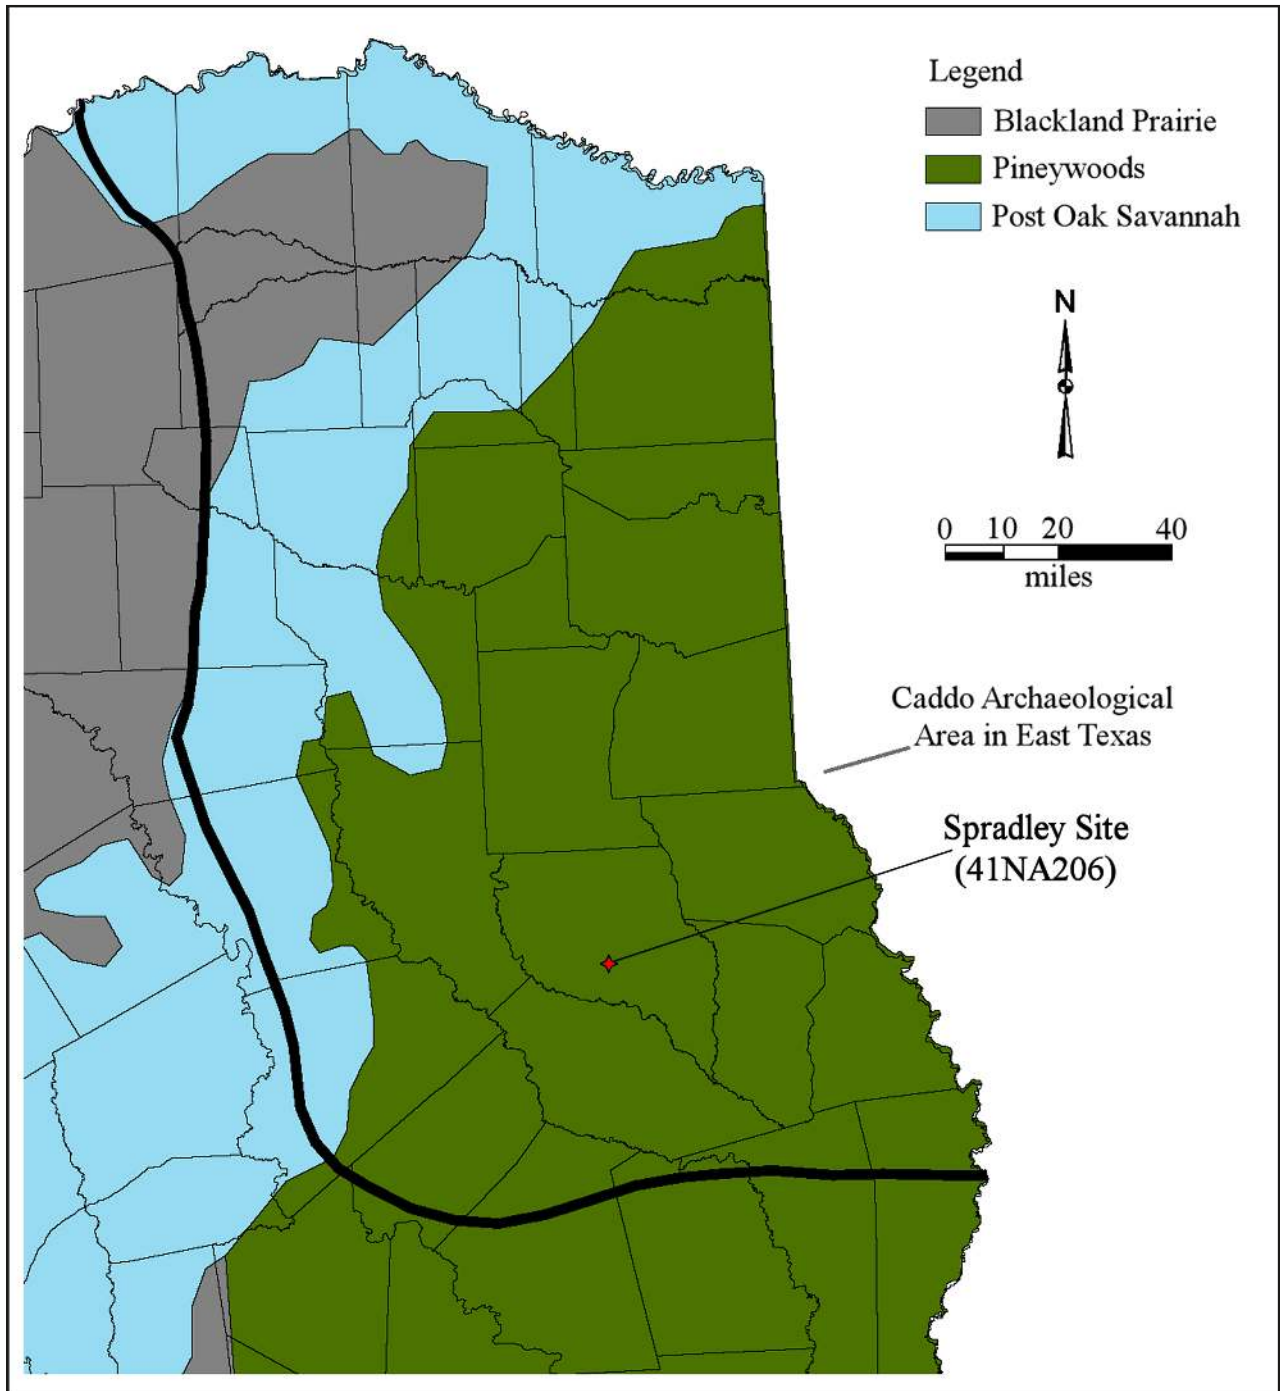 Legend
Blackland Prairie
Pineywoods
Post Oak Savannah
N
0 10 20 40
miles
Caddo Archaeological
Area in East Texas
Spradley Site
(41NA206)